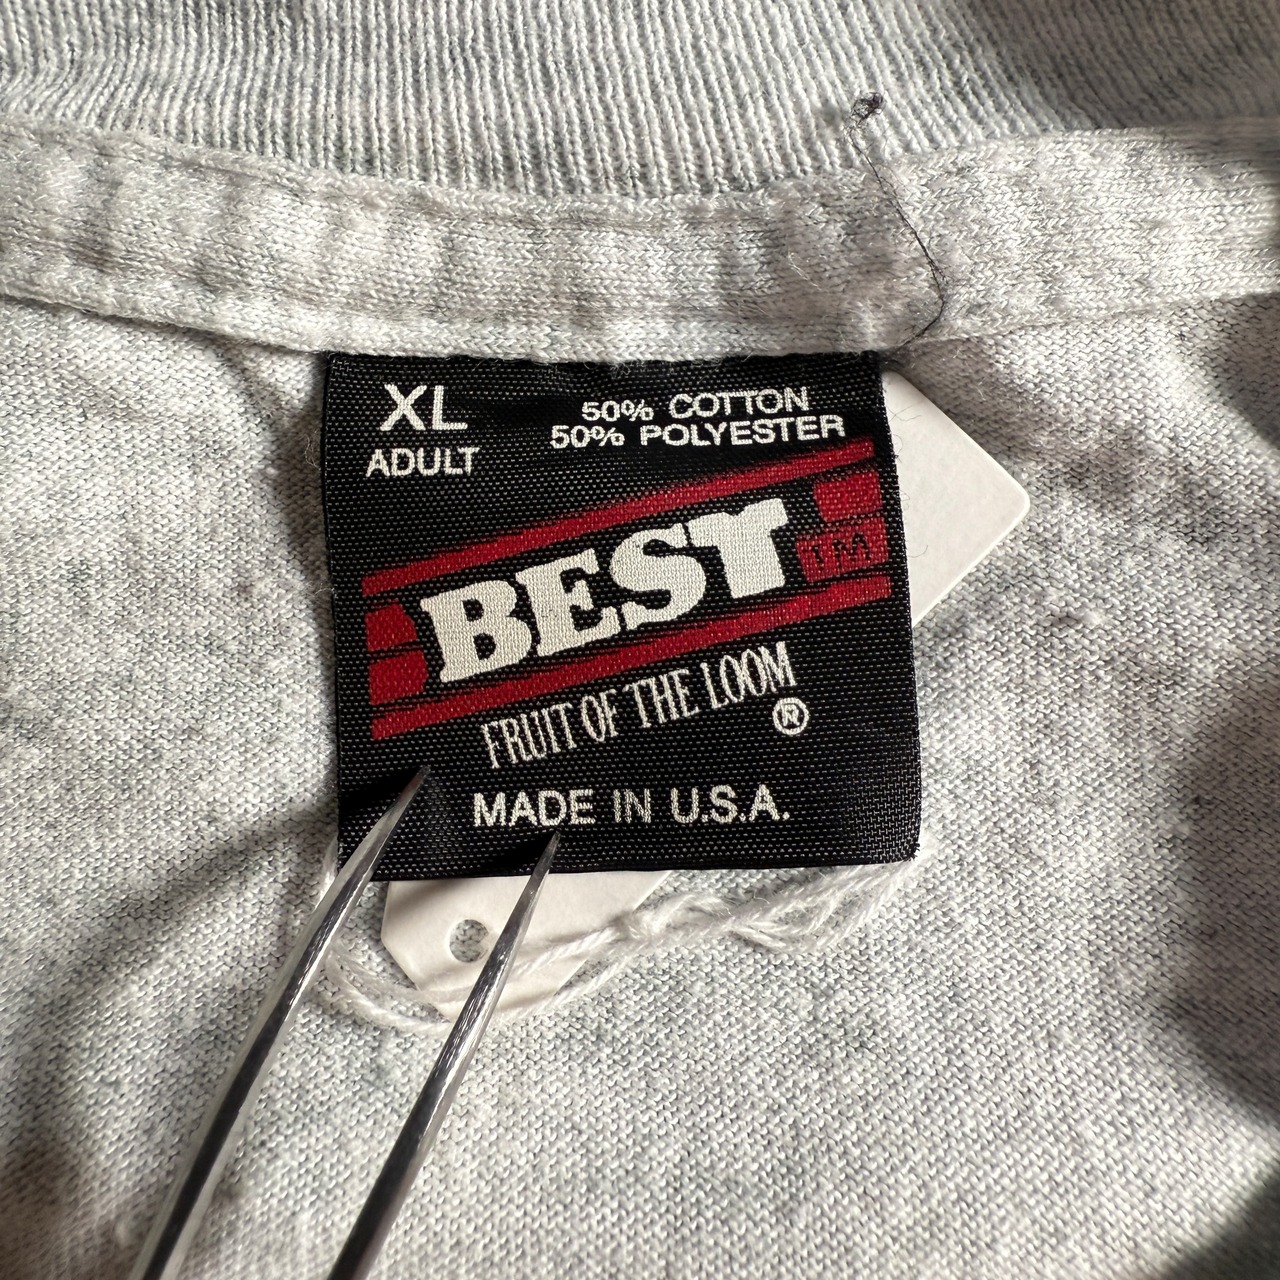 XL
ADULT
50% COTTON
50% POLYESTER
BEST
TM
FRUIT OF THE LOOM
®
MADE IN U.S.A.